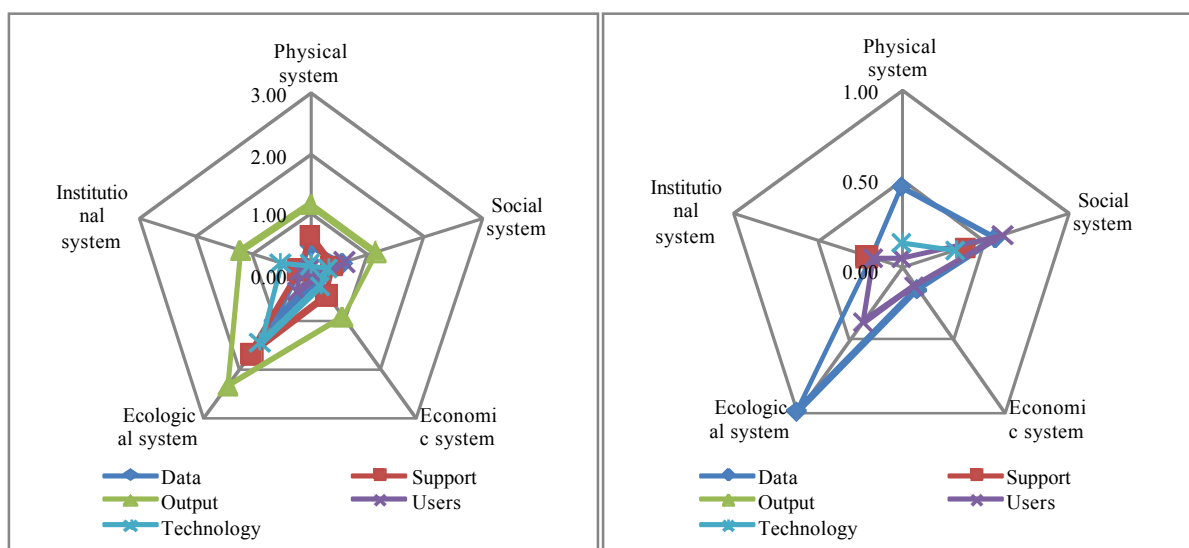 Physical
system
3.00
2.00
1.00
0.00
Institutio
nal
system
Social
system
Ecologic
al system
Economi
c system
Data
Support
Output
Users
Technology
Physical
system
1.00
0.50
0.00
Institutio
nal
system
Social
system
Ecologic
al system
Economi
c system
Data
Support
Output
Users
Technology